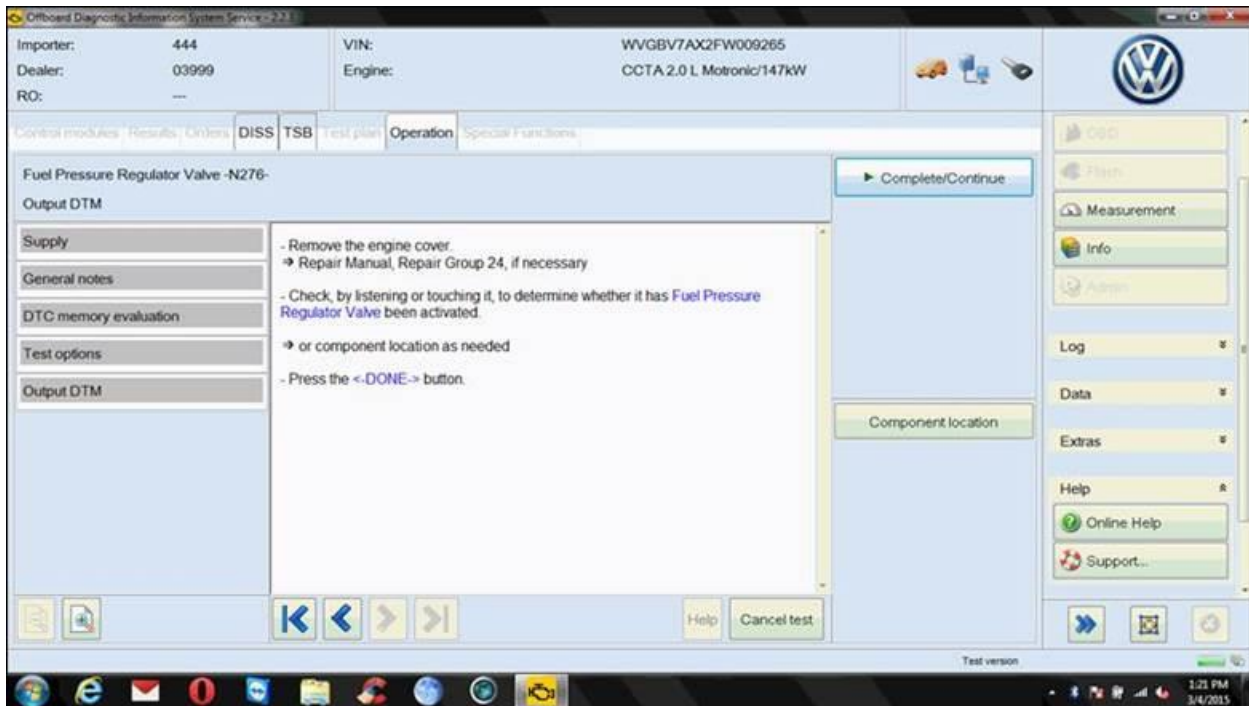 Offboard Diagnostic Information System Service - 2.2.
Importer: 444 VIN: WVGBV7AX2FW009265
Dealer: 03999 Engine: CCTA 2.0 L Motronic/147kW
RO: ---
Control modules Results Orders DISS TSB Test plan Operation Special Functions
Fuel Pressure Regulator Valve -N276-
Output DTM
Supply
General notes
DTC memory evaluation
Test options
Output DTM
- Remove the engine cover.
➔ Repair Manual, Repair Group 24, if necessary
- Check, by listening or touching it, to determine whether it has Fuel Pressure
Regulator Valve been activated.
➔ or component location as needed
- Press the <-DONE-> button.
Help
Cancel test
Complete/Continue
Component location
OBD
Flash
Measurement
Info
Admin
Log
Data
Extras
Help
Online Help
Support...
Test version
1:21 PM
3/4/2015